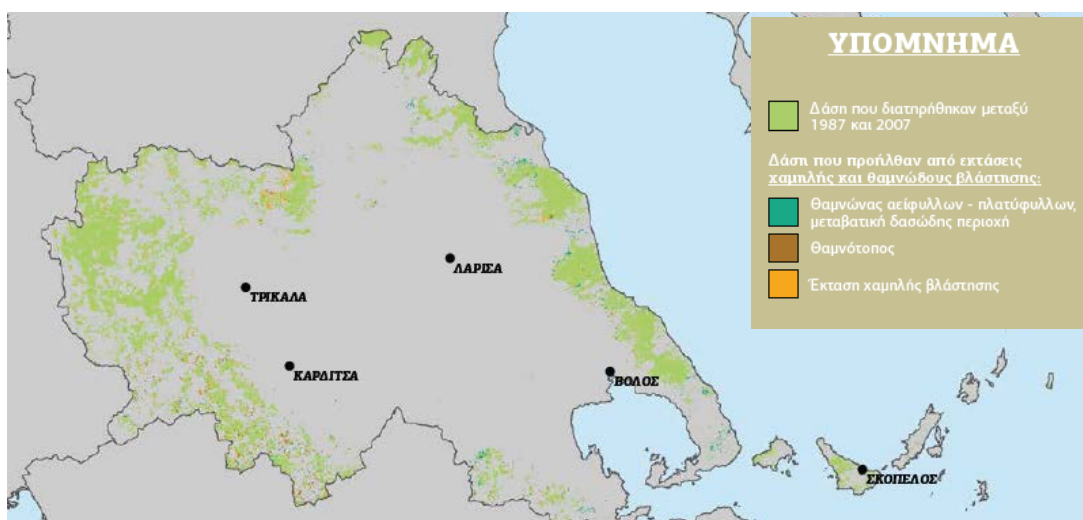 ΥΠΟΜΝΗΜΑ
Δάση που διατηρήθηκαν μεταξύ
1987 και 2007
Δάση που προήλθαν από εκτάσεις
χαμηλής και θαμνώδους βλάστησης:
Θαμνώνας αείφυλλων - πλατύφυλλων,
μεταβατική δασώδης περιοχή
Θαμνότοπος
Έκταση χαμηλής βλάστησης
ΛΑΡΙΣΑ
ΤΡΙΚΑΛΑ
ΚΑΡΔΙΤΣΑ
ΒΟΛΟΣ
ΣΚΟΠΕΛΟΣ